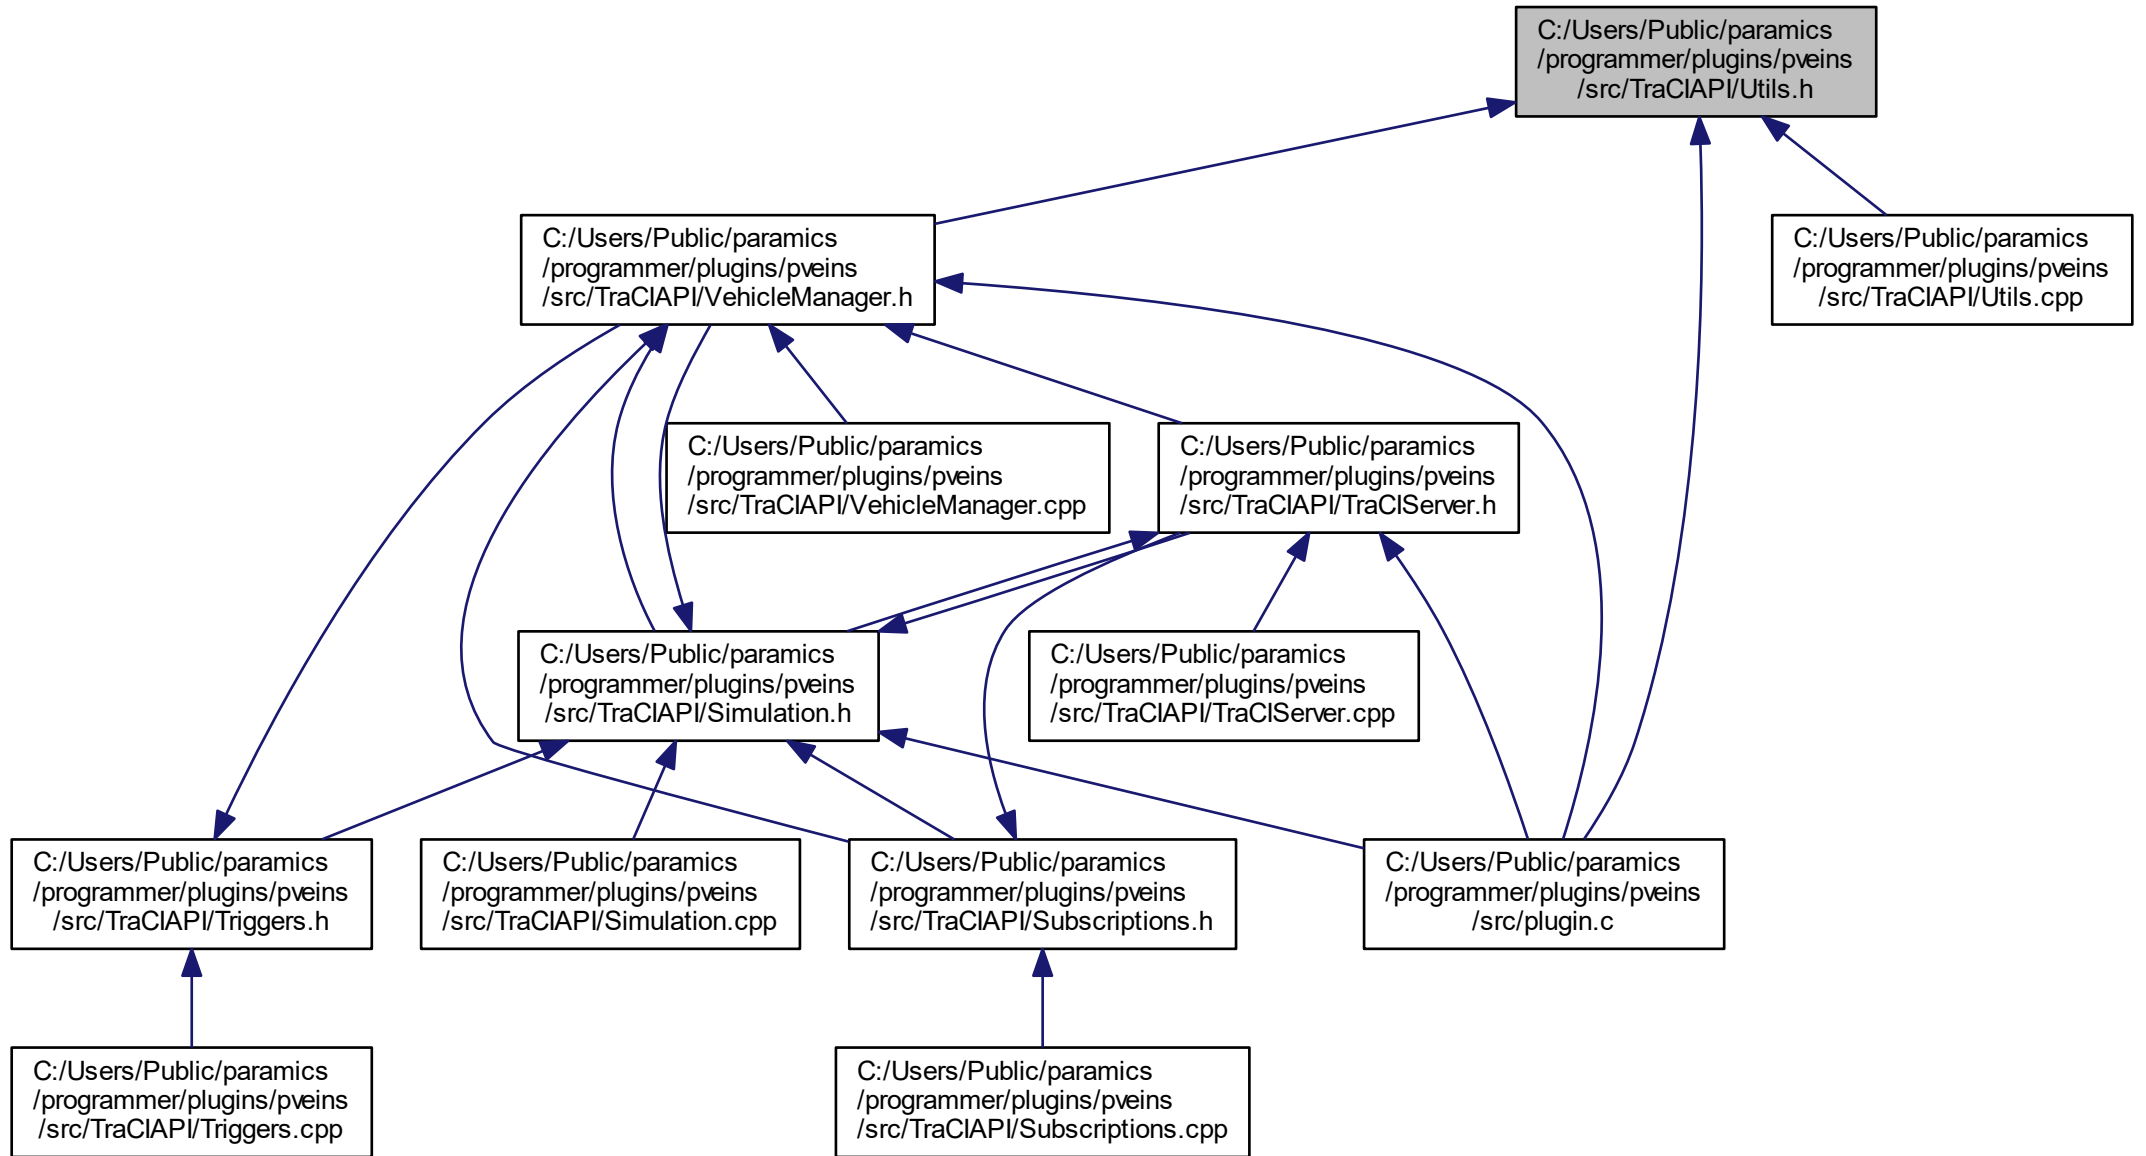 C:/Users/Public/paramics
/programmer/plugins/pveins
/src/TraCIAPI/Utils.h
C:/Users/Public/paramics
/programmer/plugins/pveins
/src/TraCIAPI/VehicleManager.h
C:/Users/Public/paramics
/programmer/plugins/pveins
/src/TraCIAPI/Utils.cpp
C:/Users/Public/paramics
/programmer/plugins/pveins
/src/TraCIAPI/VehicleManager.cpp
C:/Users/Public/paramics
/programmer/plugins/pveins
/src/TraCIAPI/TraCIServer.h
C:/Users/Public/paramics
/programmer/plugins/pveins
/src/TraCIAPI/Simulation.h
C:/Users/Public/paramics
/programmer/plugins/pveins
/src/TraCIAPI/TraCIServer.cpp
C:/Users/Public/paramics
/programmer/plugins/pveins
/src/TraCIAPI/Triggers.h
C:/Users/Public/paramics
/programmer/plugins/pveins
/src/TraCIAPI/Simulation.cpp
C:/Users/Public/paramics
/programmer/plugins/pveins
/src/TraCIAPI/Subscriptions.h
C:/Users/Public/paramics
/programmer/plugins/pveins
/src/plugin.c
C:/Users/Public/paramics
/programmer/plugins/pveins
/src/TraCIAPI/Triggers.cpp
C:/Users/Public/paramics
/programmer/plugins/pveins
/src/TraCIAPI/Subscriptions.cpp